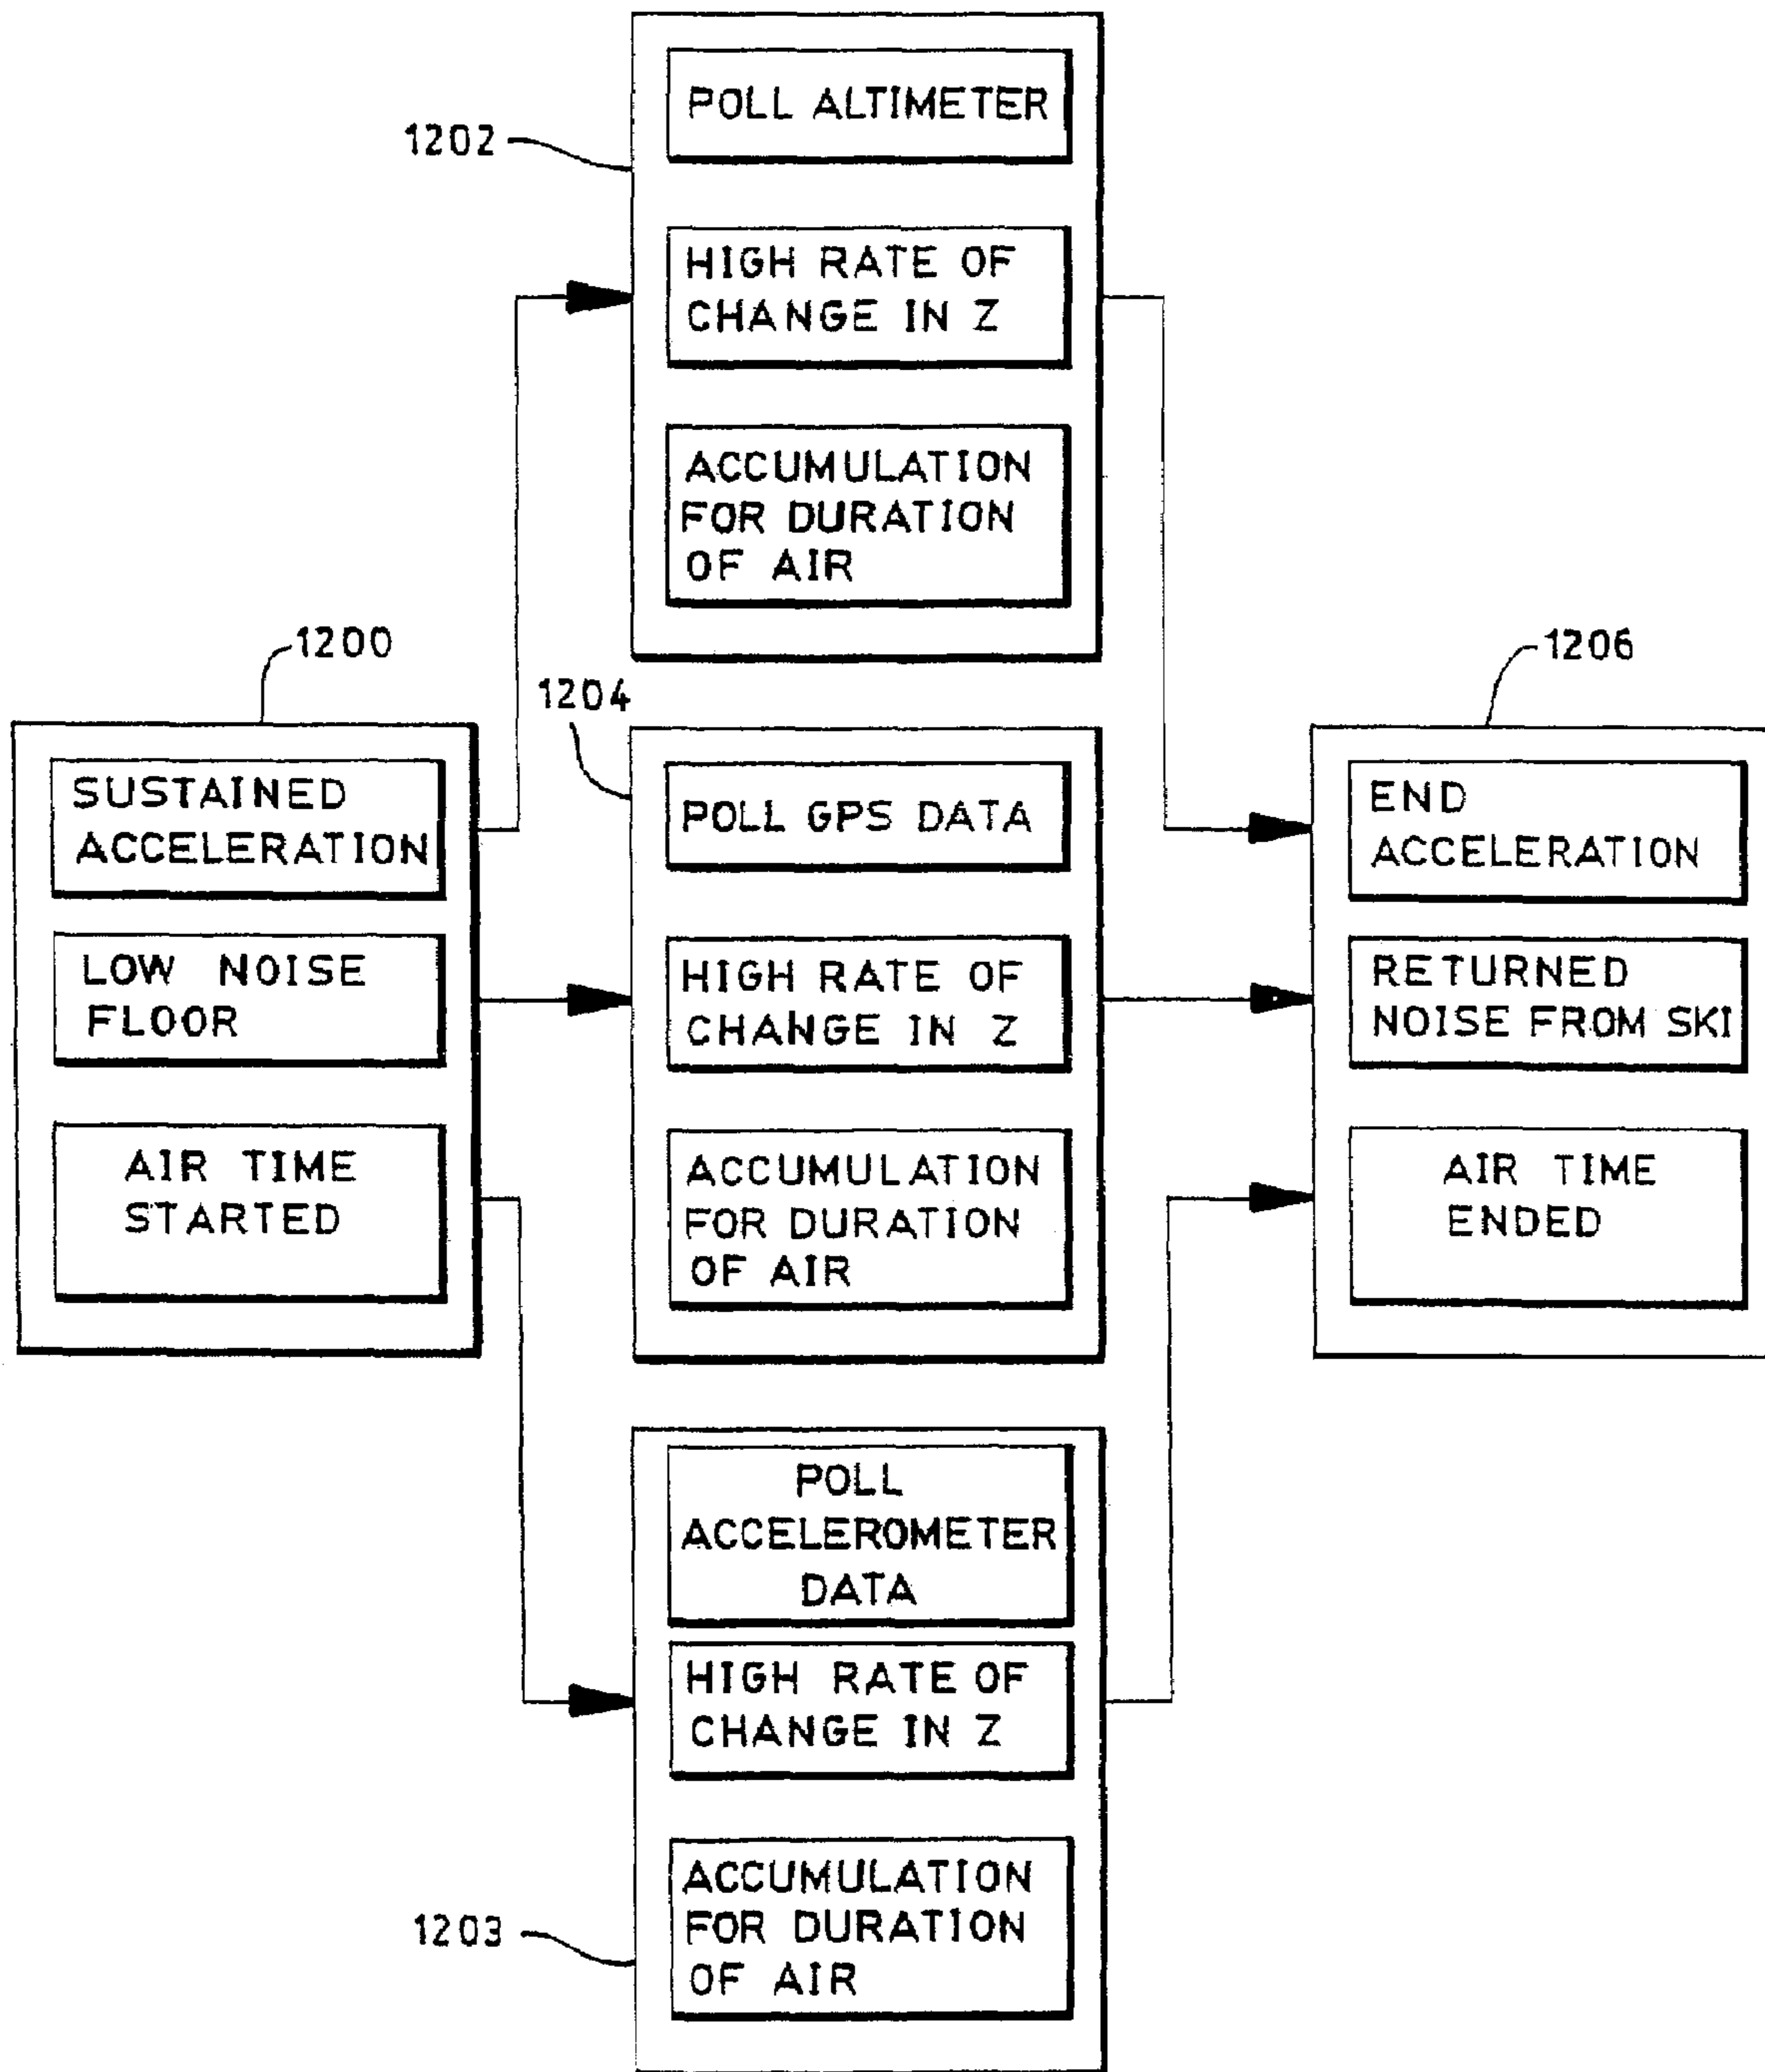 1202
POLL ALTIMETER
HIGH RATE OF
CHANGE IN Z
ACCUMULATION
FOR DURATION
OF AIR
1200
SUSTAINED
ACCELERATION
LOW NOISE
FLOOR
AIR TIME
STARTED
1204
POLL GPS DATA
HIGH RATE OF
CHANGE IN Z
ACCUMULATION
FOR DURATION
OF AIR
1206
END
ACCELERATION
RETURNED
NOISE FROM SKI
AIR TIME
ENDED
POLL
ACCELEROMETER
DATA
HIGH RATE OF
CHANGE IN Z
1203
ACCUMULATION
FOR DURATION
OF AIR